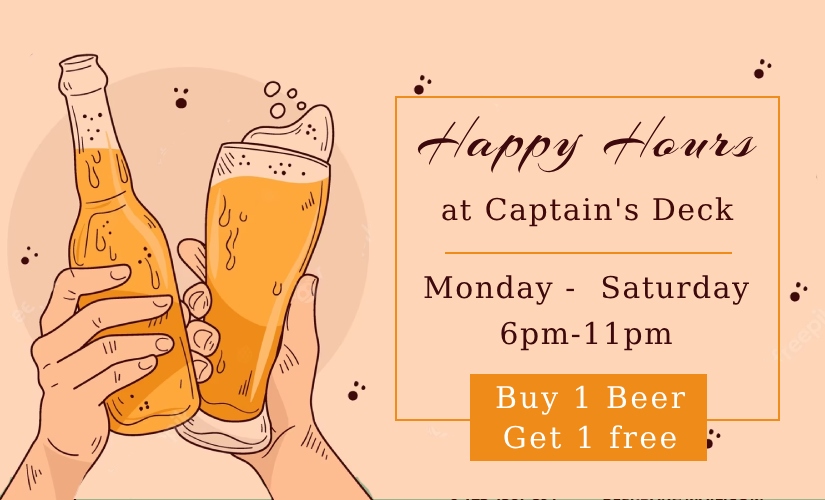 Happy Hours
at Captain's Deck
Monday - Saturday
6pm-11pm
Buy 1 Beer
Get 1 free